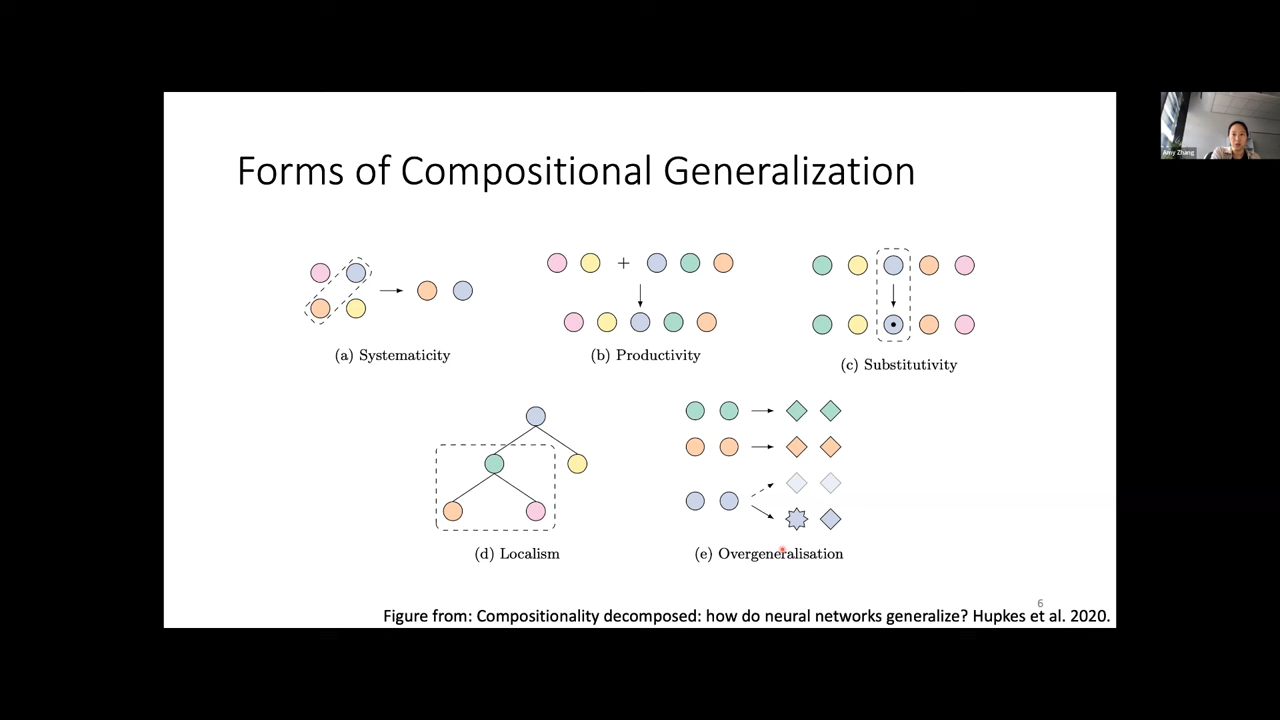 Amy Zhang
Forms of Compositional Generalization
+
(a) Systematicity
(b) Productivity
(c) Substitutivity
(d) Localism
(e) Overgeneralisation
6
Figure from: Compositionality decomposed: how do neural networks generalize? Hupkes et al. 2020.